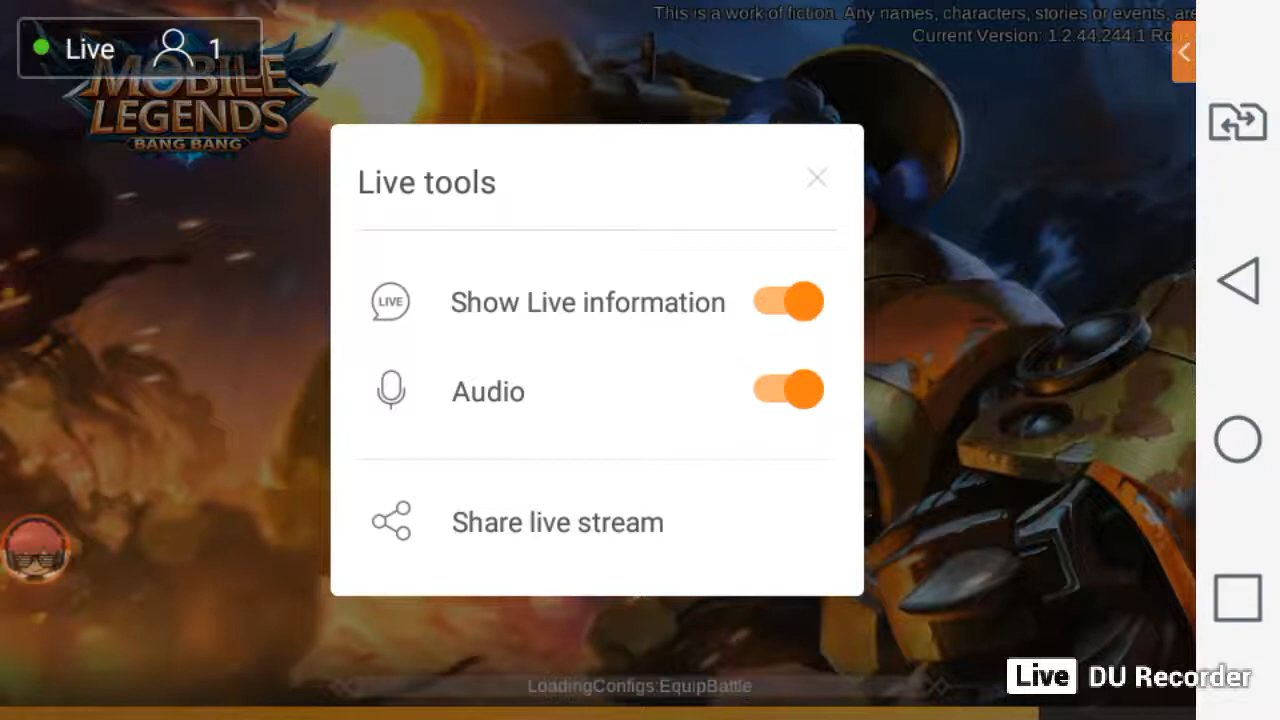 This is a work of fiction. Any names, characters, stories or events, are
Current Version: 1.2.44.244.1
Live 1
MOBILE
LEGENDS
BANG BANG
Live tools
LIVE Show Live information
Audio
Share live stream
LoadingConfigs:EquipBattle
Live DU Recorder